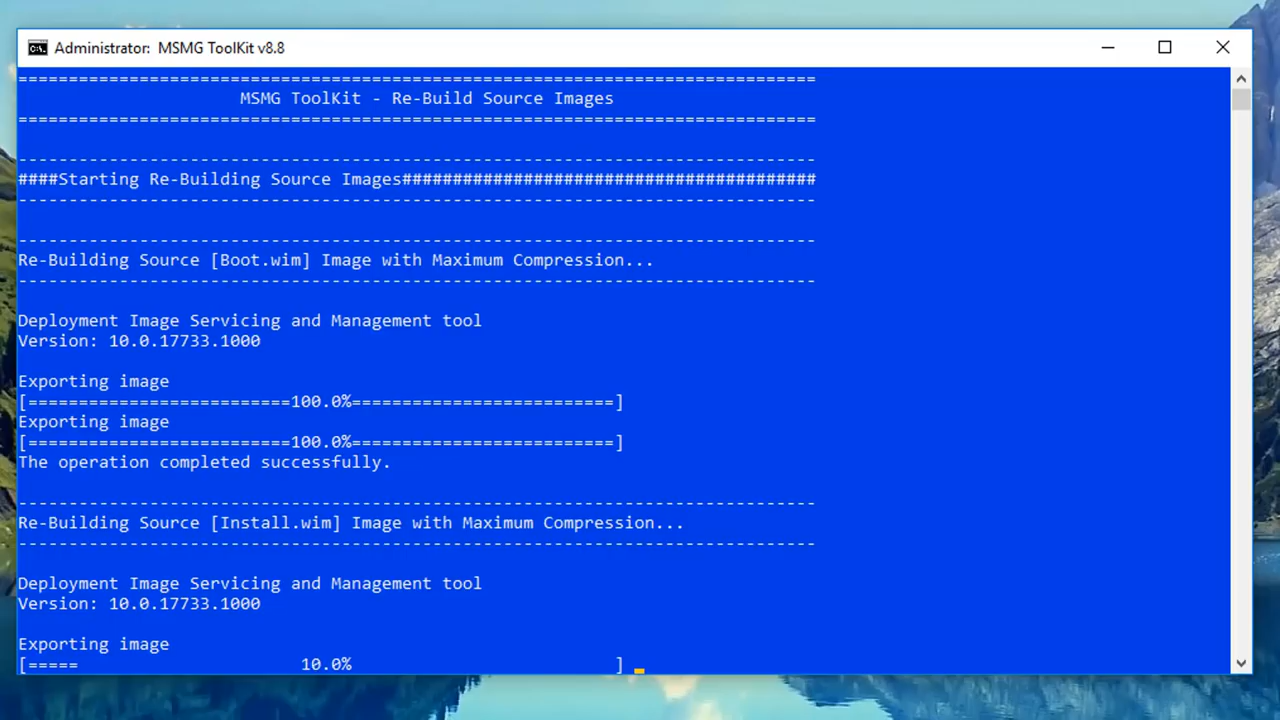 Administrator:  MSMG ToolKit v8.8
===============================================================================
                      MSMG ToolKit - Re-Build Source Images
===============================================================================
-------------------------------------------------------------------------------
####Starting Re-Building Source Images#########################################
-------------------------------------------------------------------------------
-------------------------------------------------------------------------------
Re-Building Source [Boot.wim] Image with Maximum Compression...
-------------------------------------------------------------------------------
Deployment Image Servicing and Management tool
Version: 10.0.17733.1000
Exporting image
[==========================100.0%==========================]
Exporting image
[==========================100.0%==========================]
The operation completed successfully.
-------------------------------------------------------------------------------
Re-Building Source [Install.wim] Image with Maximum Compression...
-------------------------------------------------------------------------------
Deployment Image Servicing and Management tool
Version: 10.0.17733.1000
Exporting image
[=====                      10.0%                          ]